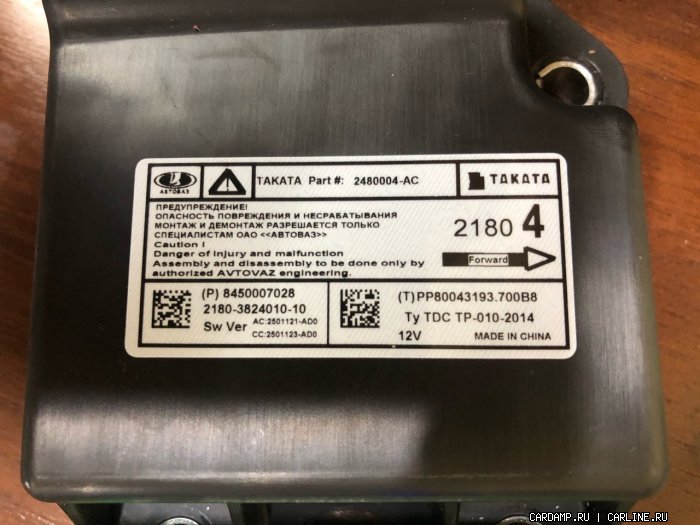 АВТОВАЗ
TAKATA Part #: 2480004-AC
TAKATA
ПРЕДУПРЕЖДЕНИЕ!
ОПАСНОСТЬ ПОВРЕЖДЕНИЯ И НЕСРАБАТЫВАНИЯ
МОНТАЖ И ДЕМОНТАЖ РАЗРЕШАЕТСЯ ТОЛЬКО
СПЕЦИАЛИСТАМ ОАО <<АВТОВАЗ>>
Caution !
Danger of injury and malfunction
Assembly and disassembly to be done only by
authorized AVTOVAZ engineering.
2180 4
Forward
(P) 8450007028
2180-3824010-10
Sw Ver AC:2501121-AD0
CC:2501123-AD0
(T)PP80043193.700B8
Ty TDC TP-010-2014
12V MADE IN CHINA
CARDAMP.RU | CARLINE.RU